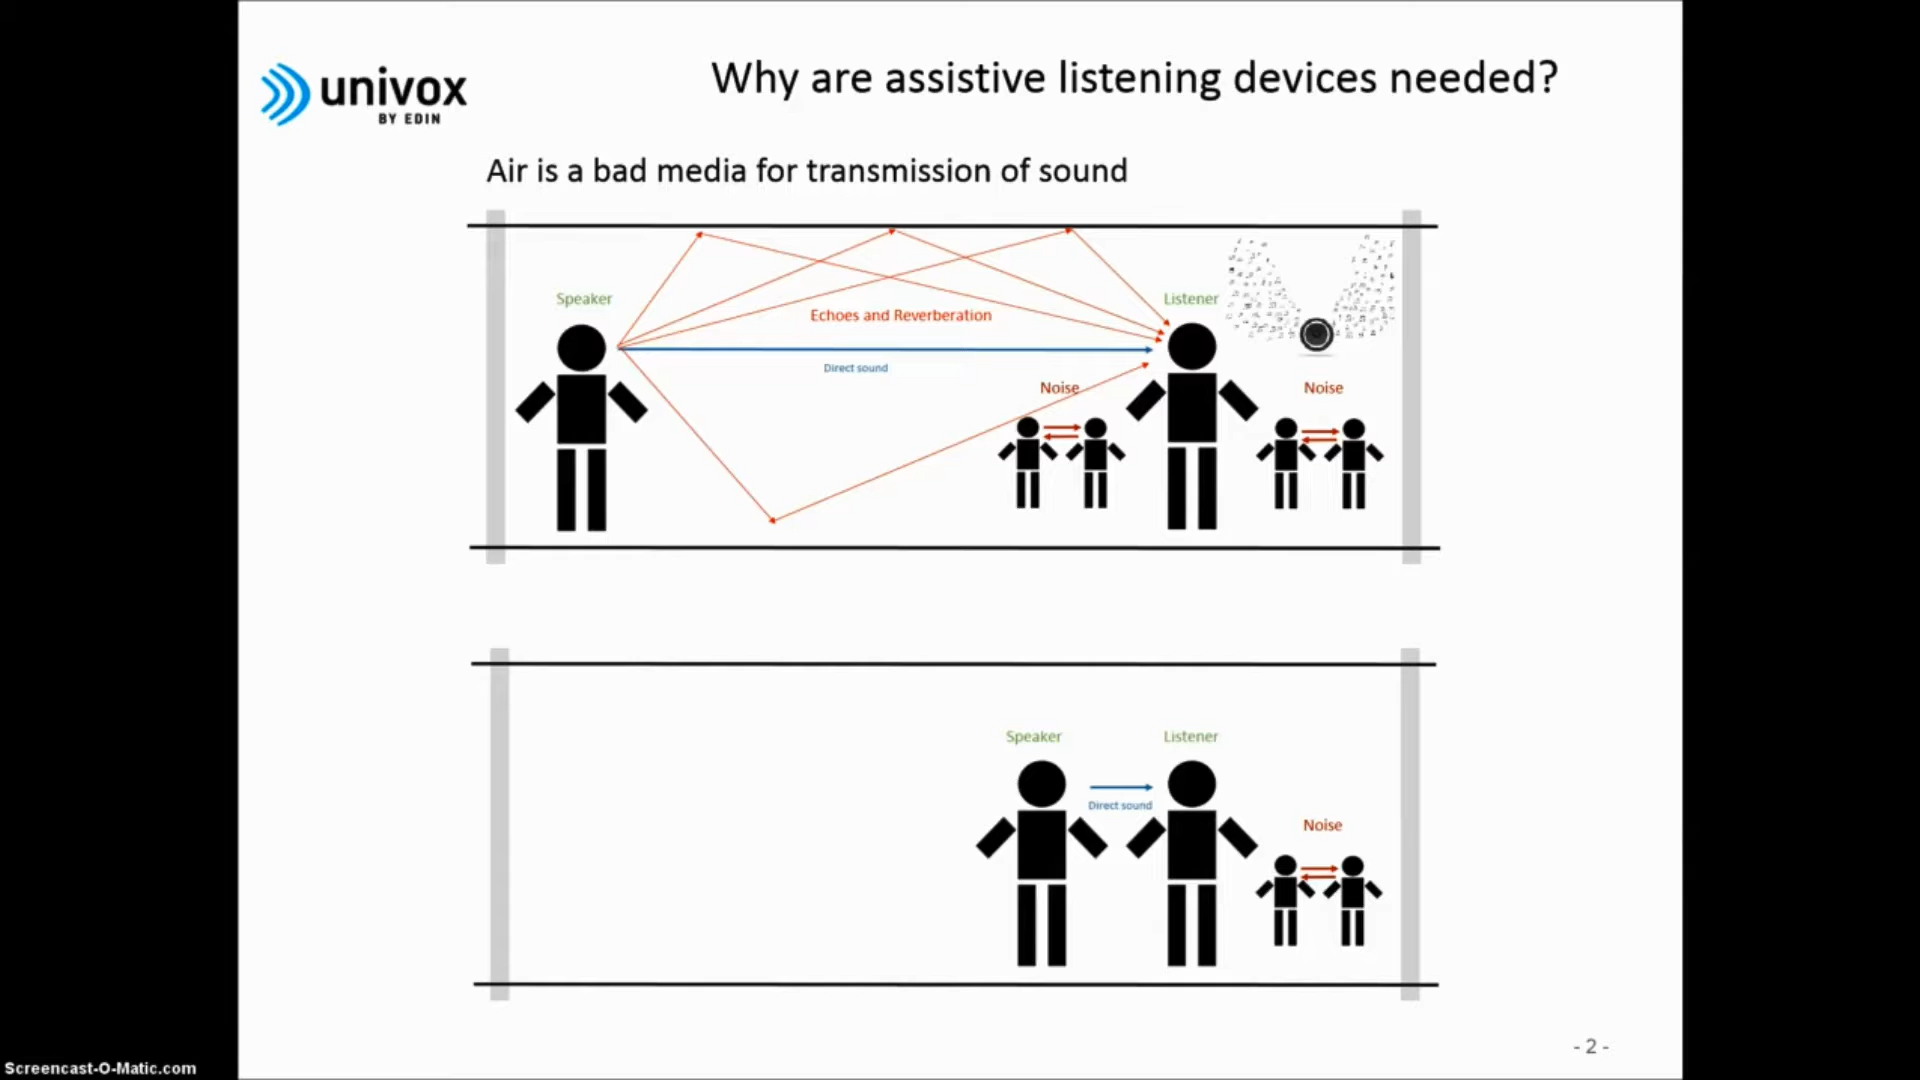 univox
BY EDIN
Why are assistive listening devices needed?
Air is a bad media for transmission of sound
Speaker
Listener
Echoes and Reverberation
Direct sound
Noise
Noise
Speaker
Listener
Direct sound
Noise
- 2 -
Screencast-O-Matic.com